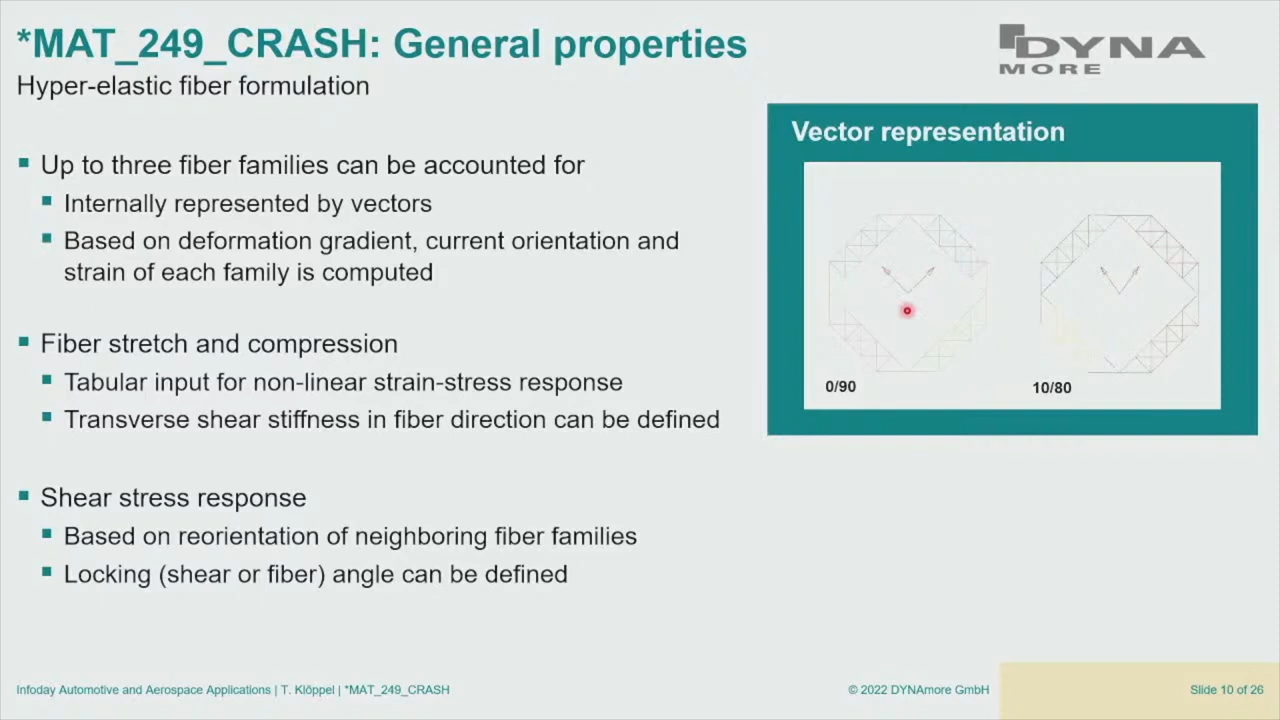 *MAT_249_CRASH: General properties
Hyper-elastic fiber formulation
DYNA
MORE
Up to three fiber families can be accounted for
Internally represented by vectors
Based on deformation gradient, current orientation and
strain of each family is computed
Fiber stretch and compression
Tabular input for non-linear strain-stress response
Transverse shear stiffness in fiber direction can be defined
Shear stress response
Based on reorientation of neighboring fiber families
Locking (shear or fiber) angle can be defined
Vector representation
0/90
10/80
Infoday Automotive and Aerospace Applications | T. Klöppel | *MAT_249_CRASH
© 2022 DYNAmore GmbH
Slide 10 of 26